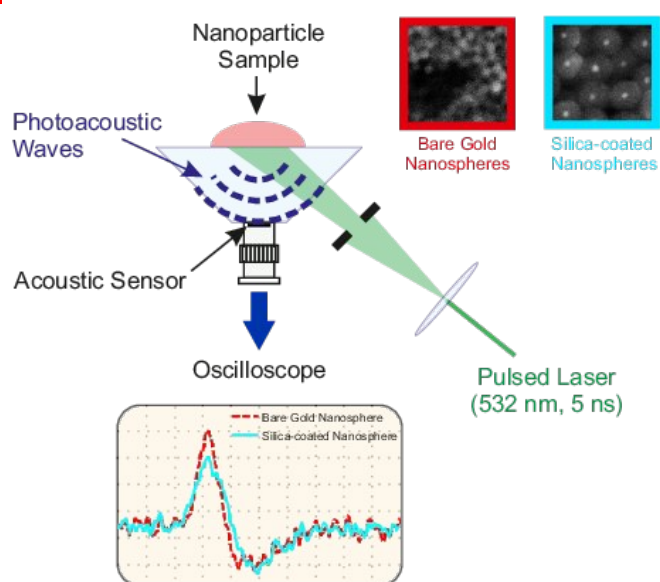 Nanoparticle
Sample
Photoacoustic
Waves
Bare Gold
Nanospheres
Silica-coated
Nanospheres
Acoustic Sensor
Oscilloscope
Pulsed Laser
(532 nm, 5 ns)
Bare Gold Nanosphere
Silica-coated Nanosphere